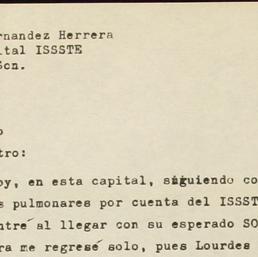 rnandez Herrera
ital ISSSTE
Son.
o
tro:
oy, en esta capital, siguiendo co
s pulmonares por cuenta del ISSST
ntré al llegar con su esperado SO
ra me regresé solo, pues Lourdes